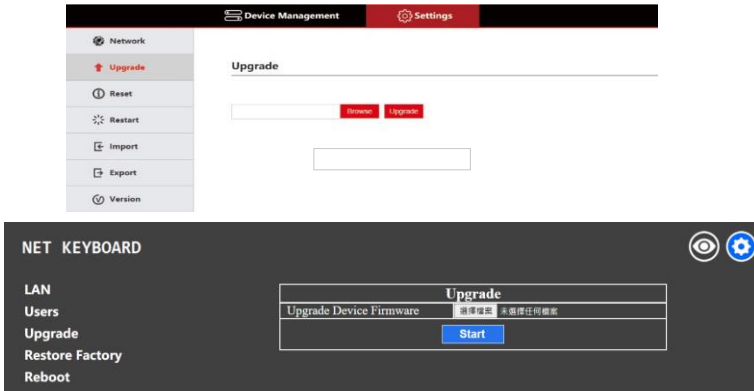 Device Management Settings
Network
Upgrade
Upgrade
Reset
Browse Upgrade
Restart
Import
Export
Version
NET KEYBOARD
LAN
Users
Upgrade
Restore Factory
Reboot
Upgrade
Upgrade Device Firmware 選擇檔案 未選擇任何檔案
Start